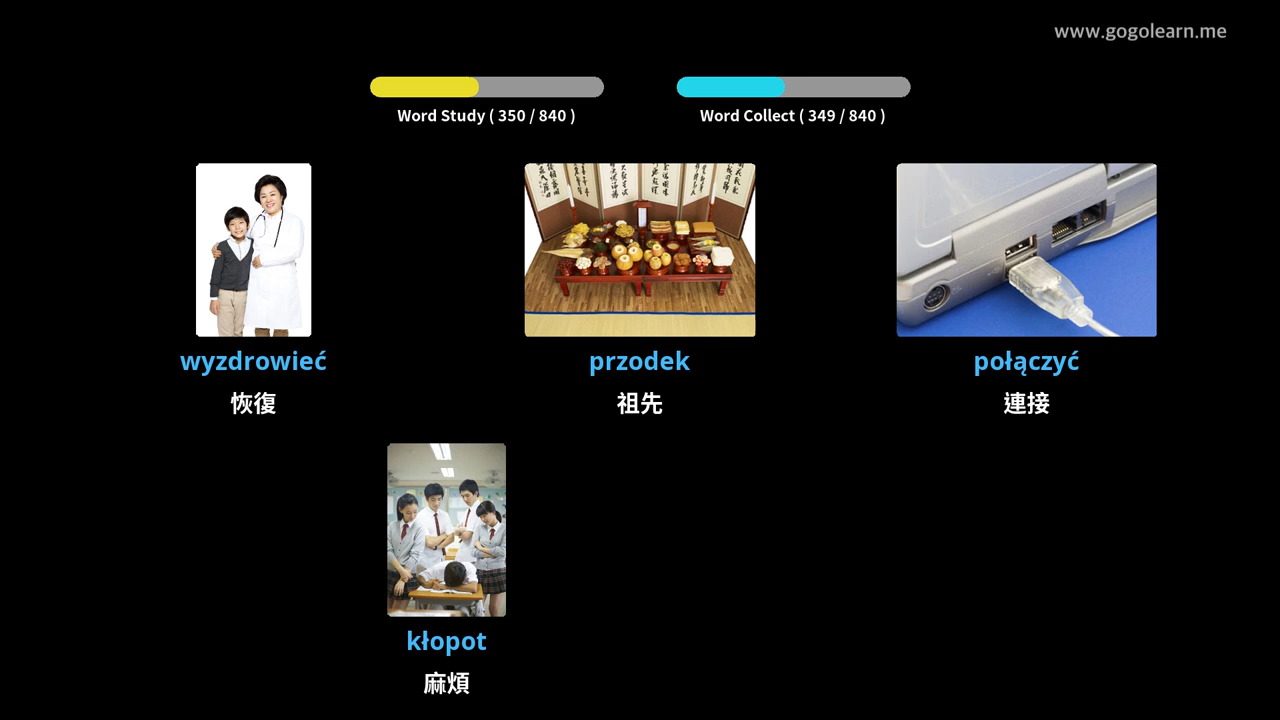 www.gogolearn.me
Word Study ( 350 / 840 )
Word Collect ( 349 / 840 )
wyzdrowieć
przodek
połączyć
恢復
祖先
連接
kłopot
麻煩